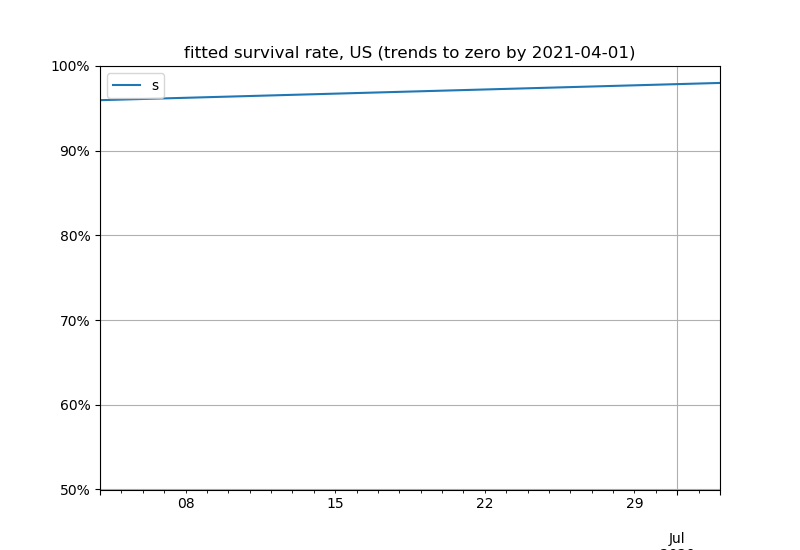 fitted survival rate, US (trends to zero by 2021-04-01)
100%
s
90%
80%
70%
60%
50%
08 15 22 29
Jul